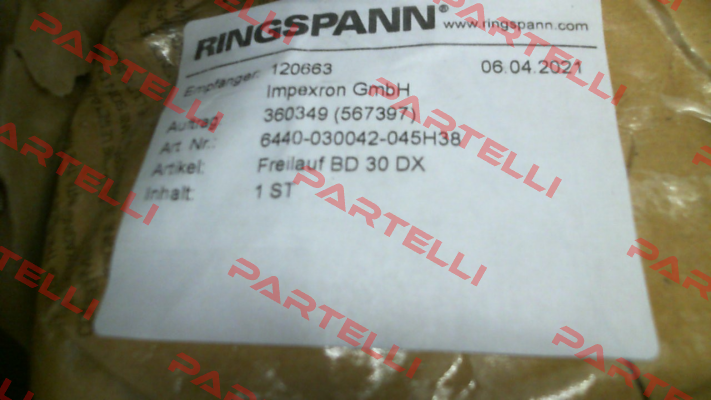 RINGSPANN® www.ringspann.com
Empfänger: 120663 06.04.2021
Impexron GmbH
Auftrag: 360349 (567397)
Art. Nr.: 6440-030042-045H38
Artikel: Freilauf BD 30 DX
Inhalt: 1 ST
PARTELLI
PARTELLI
PARTELLI
PARTELLI
PARTELLI
PARTELLI
PARTELLI
PARTELLI
PARTELLI